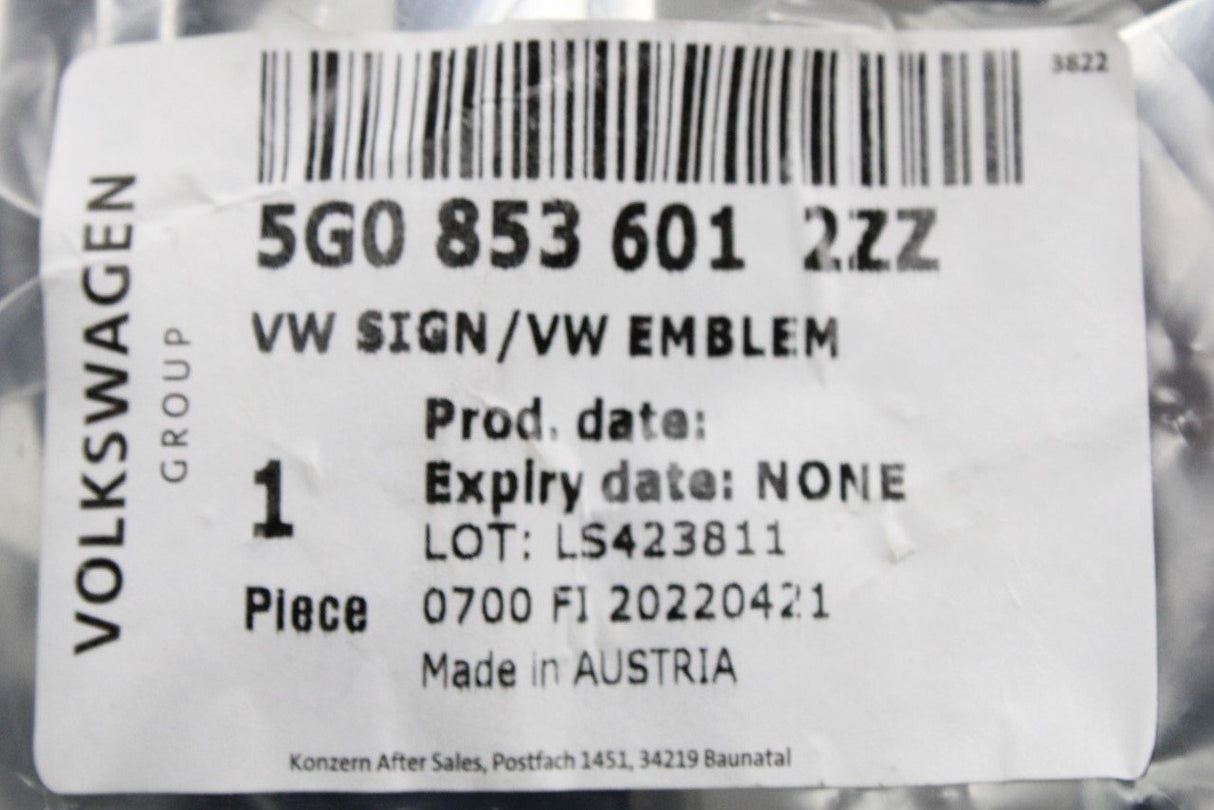 3822
5G0 853 601 2ZZ
VW SIGN/VW EMBLEM
VOLKSWAGEN
GROUP
Prod. date:
Expiry date: NONE
1
LOT: LS423811
Piece
0700 FI 20220421
Made in AUSTRIA
Konzern After Sales, Postfach 1451, 34219 Baunatal